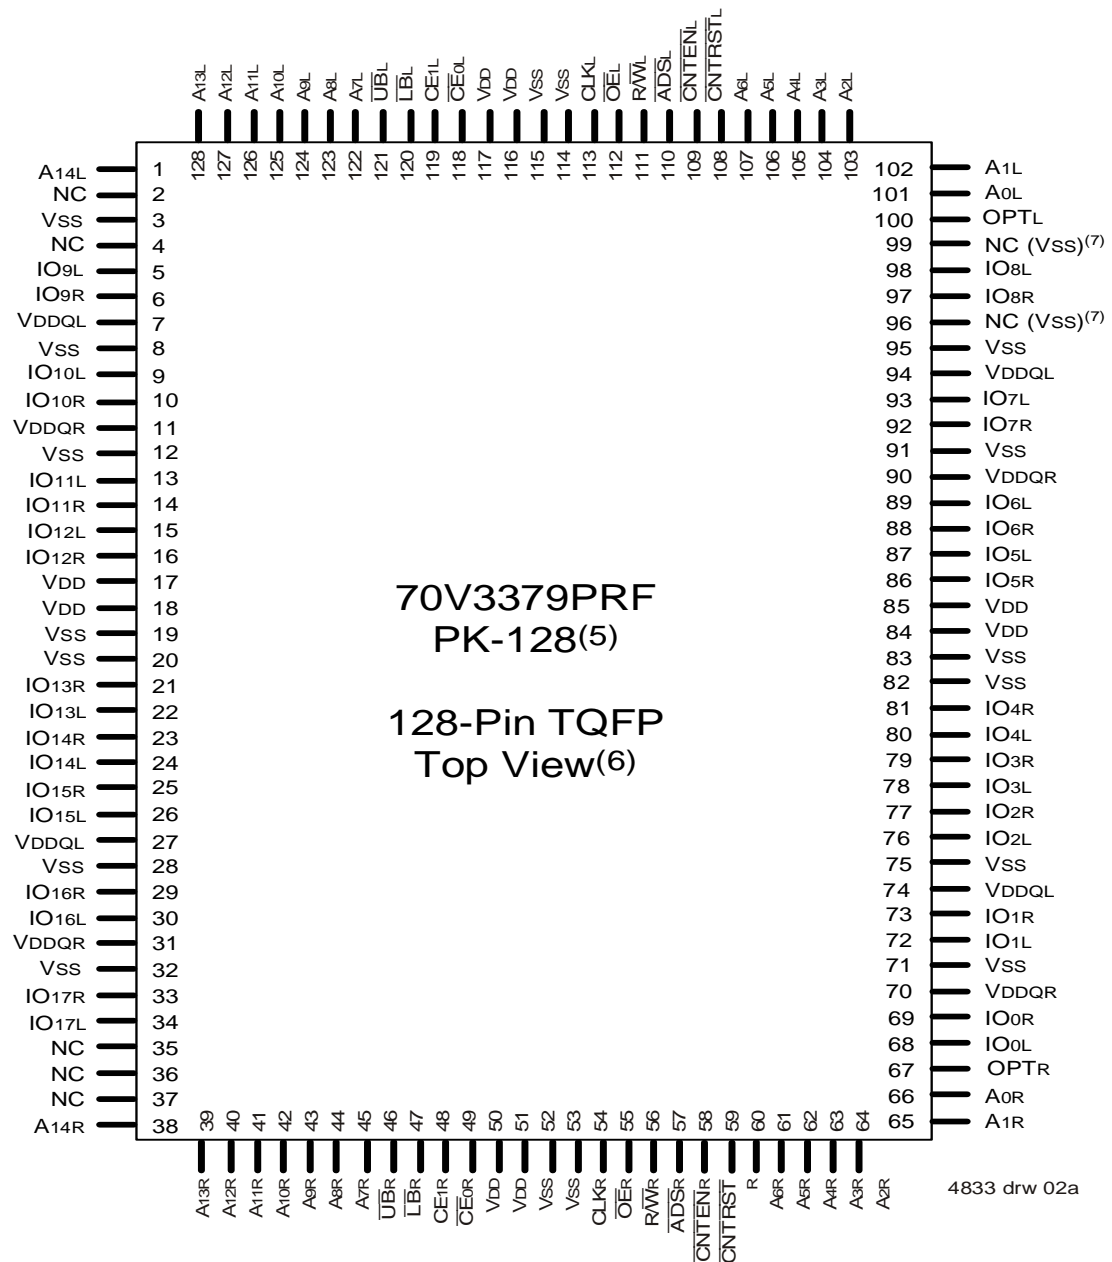 A13L A12L A11L A10L A9L A8L A7L UBL LBL CE1L CE0L VDD VDD VSS VSS CLKL OEL R/WL ADSL CNTENL CNTRSTL A6L A5L A4L A3L A2L
128 127 126 125 124 123 122 121 120 119 118 117 116 115 114 113 112 111 110 109 108 107 106 105 104 103
A14L 1
NC 2
VSS 3
NC 4
IO9L 5
IO9R 6
VDDQL 7
VSS 8
IO10L 9
IO10R 10
VDDQR 11
VSS 12
IO11L 13
IO11R 14
IO12L 15
IO12R 16
VDD 17
VDD 18
VSS 19
VSS 20
IO13R 21
IO13L 22
IO14R 23
IO14L 24
IO15R 25
IO15L 26
VDDQL 27
VSS 28
IO16R 29
IO16L 30
VDDQR 31
VSS 32
IO17R 33
IO17L 34
NC 35
NC 36
NC 37
A14R 38
70V3379PRF
PK-128(5)
128-Pin TQFP
Top View(6)
102 A1L
101 A0L
100 OPTL
99 NC (VSS)(7)
98 IO8L
97 IO8R
96 NC (VSS)(7)
95 VSS
94 VDDQL
93 IO7L
92 IO7R
91 VSS
90 VDDQR
89 IO6L
88 IO6R
87 IO5L
86 IO5R
85 VDD
84 VDD
83 VSS
82 VSS
81 IO4R
80 IO4L
79 IO3R
78 IO3L
77 IO2R
76 IO2L
75 VSS
74 VDDQL
73 IO1R
72 IO1L
71 VSS
70 VDDQR
69 IO0R
68 IO0L
67 OPTR
66 A0R
65 A1R
39 40 41 42 43 44 45 46 47 48 49 50 51 52 53 54 55 56 57 58 59 60 61 62 63 64
A13R A12R A11R A10R A9R A8R A7R UBR LBR CE1R CE0R VDD VDD VSS VSS CLKR OER R/WR ADSR CNTENR CNTRST R A6R A5R A4R A3R A2R
4833 drw 02a